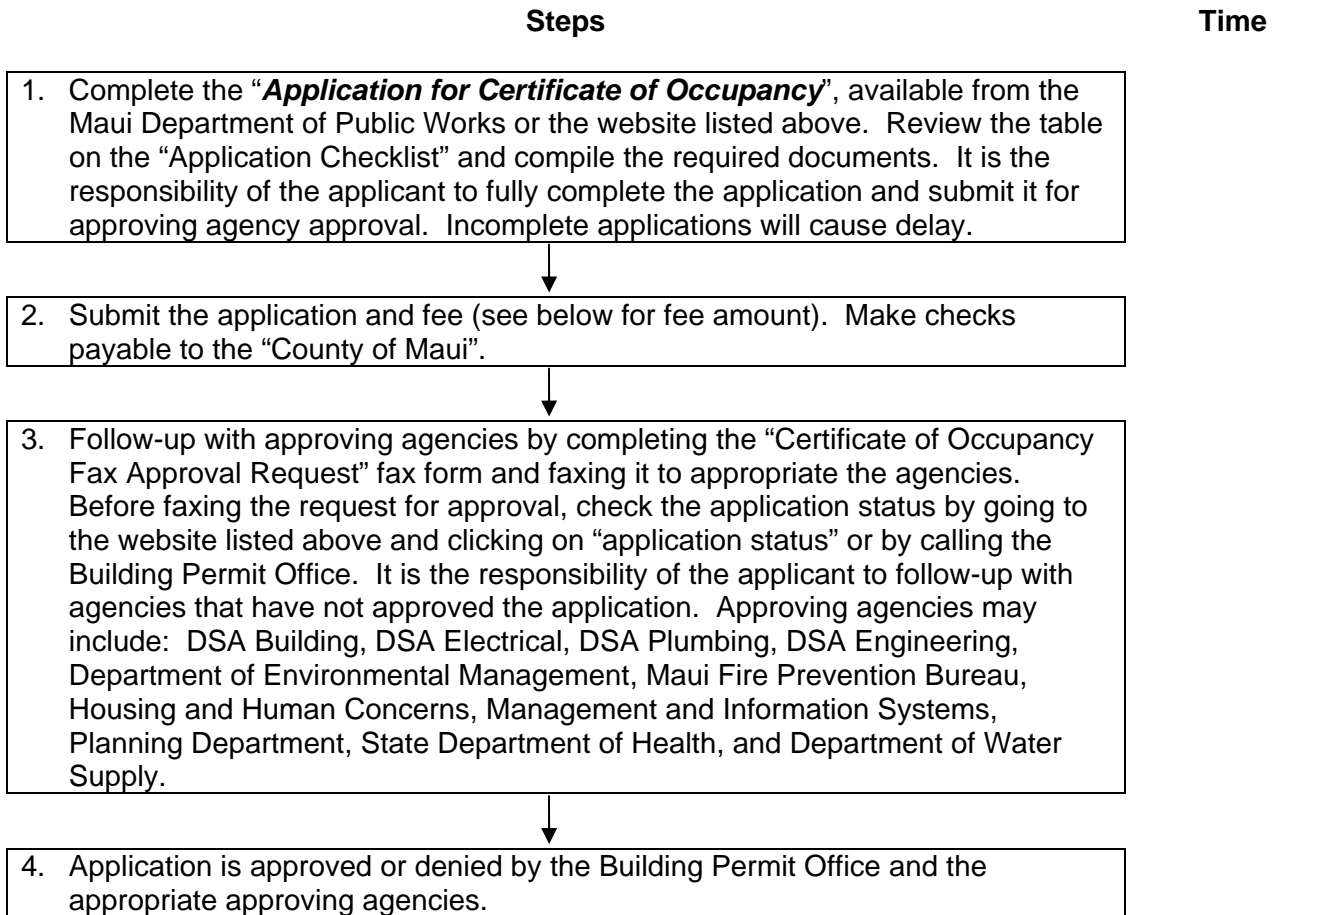 Steps Time
1. Complete the “Application for Certificate of Occupancy”, available from the
Maui Department of Public Works or the website listed above. Review the table
on the “Application Checklist” and compile the required documents. It is the
responsibility of the applicant to fully complete the application and submit it for
approving agency approval. Incomplete applications will cause delay.
2. Submit the application and fee (see below for fee amount). Make checks
payable to the “County of Maui”.
3. Follow-up with approving agencies by completing the “Certificate of Occupancy
Fax Approval Request” fax form and faxing it to appropriate the agencies.
Before faxing the request for approval, check the application status by going to
the website listed above and clicking on “application status” or by calling the
Building Permit Office. It is the responsibility of the applicant to follow-up with
agencies that have not approved the application. Approving agencies may
include: DSA Building, DSA Electrical, DSA Plumbing, DSA Engineering,
Department of Environmental Management, Maui Fire Prevention Bureau,
Housing and Human Concerns, Management and Information Systems,
Planning Department, State Department of Health, and Department of Water
Supply.
4. Application is approved or denied by the Building Permit Office and the
appropriate approving agencies.